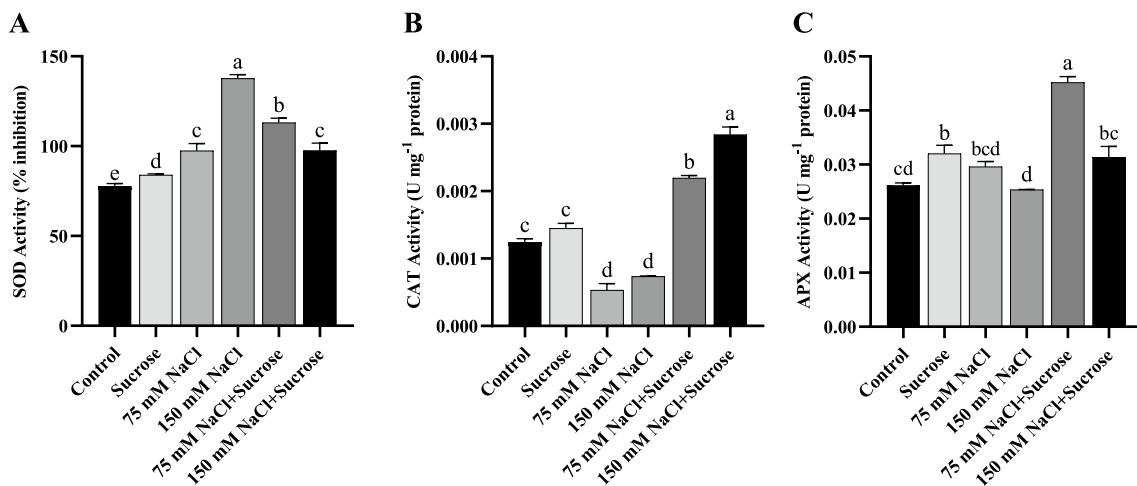 A
SOD Activity (% inhibition)
150
100
50
0
e
d
c
a
b
c
Control
Sucrose
75 mM NaCl
150 mM NaCl
75 mM NaCl+Sucrose
150 mM NaCl+Sucrose
B
CAT Activity (U mg⁻¹ protein)
0.004
0.003
0.002
0.001
0.000
c
c
d
d
b
a
Control
Sucrose
75 mM NaCl
150 mM NaCl
75 mM NaCl+Sucrose
150 mM NaCl+Sucrose
C
APX Activity (U mg⁻¹ protein)
0.05
0.04
0.03
0.02
0.01
0.00
cd
b
bcd
d
a
bc
Control
Sucrose
75 mM NaCl
150 mM NaCl
75 mM NaCl+Sucrose
150 mM NaCl+Sucrose